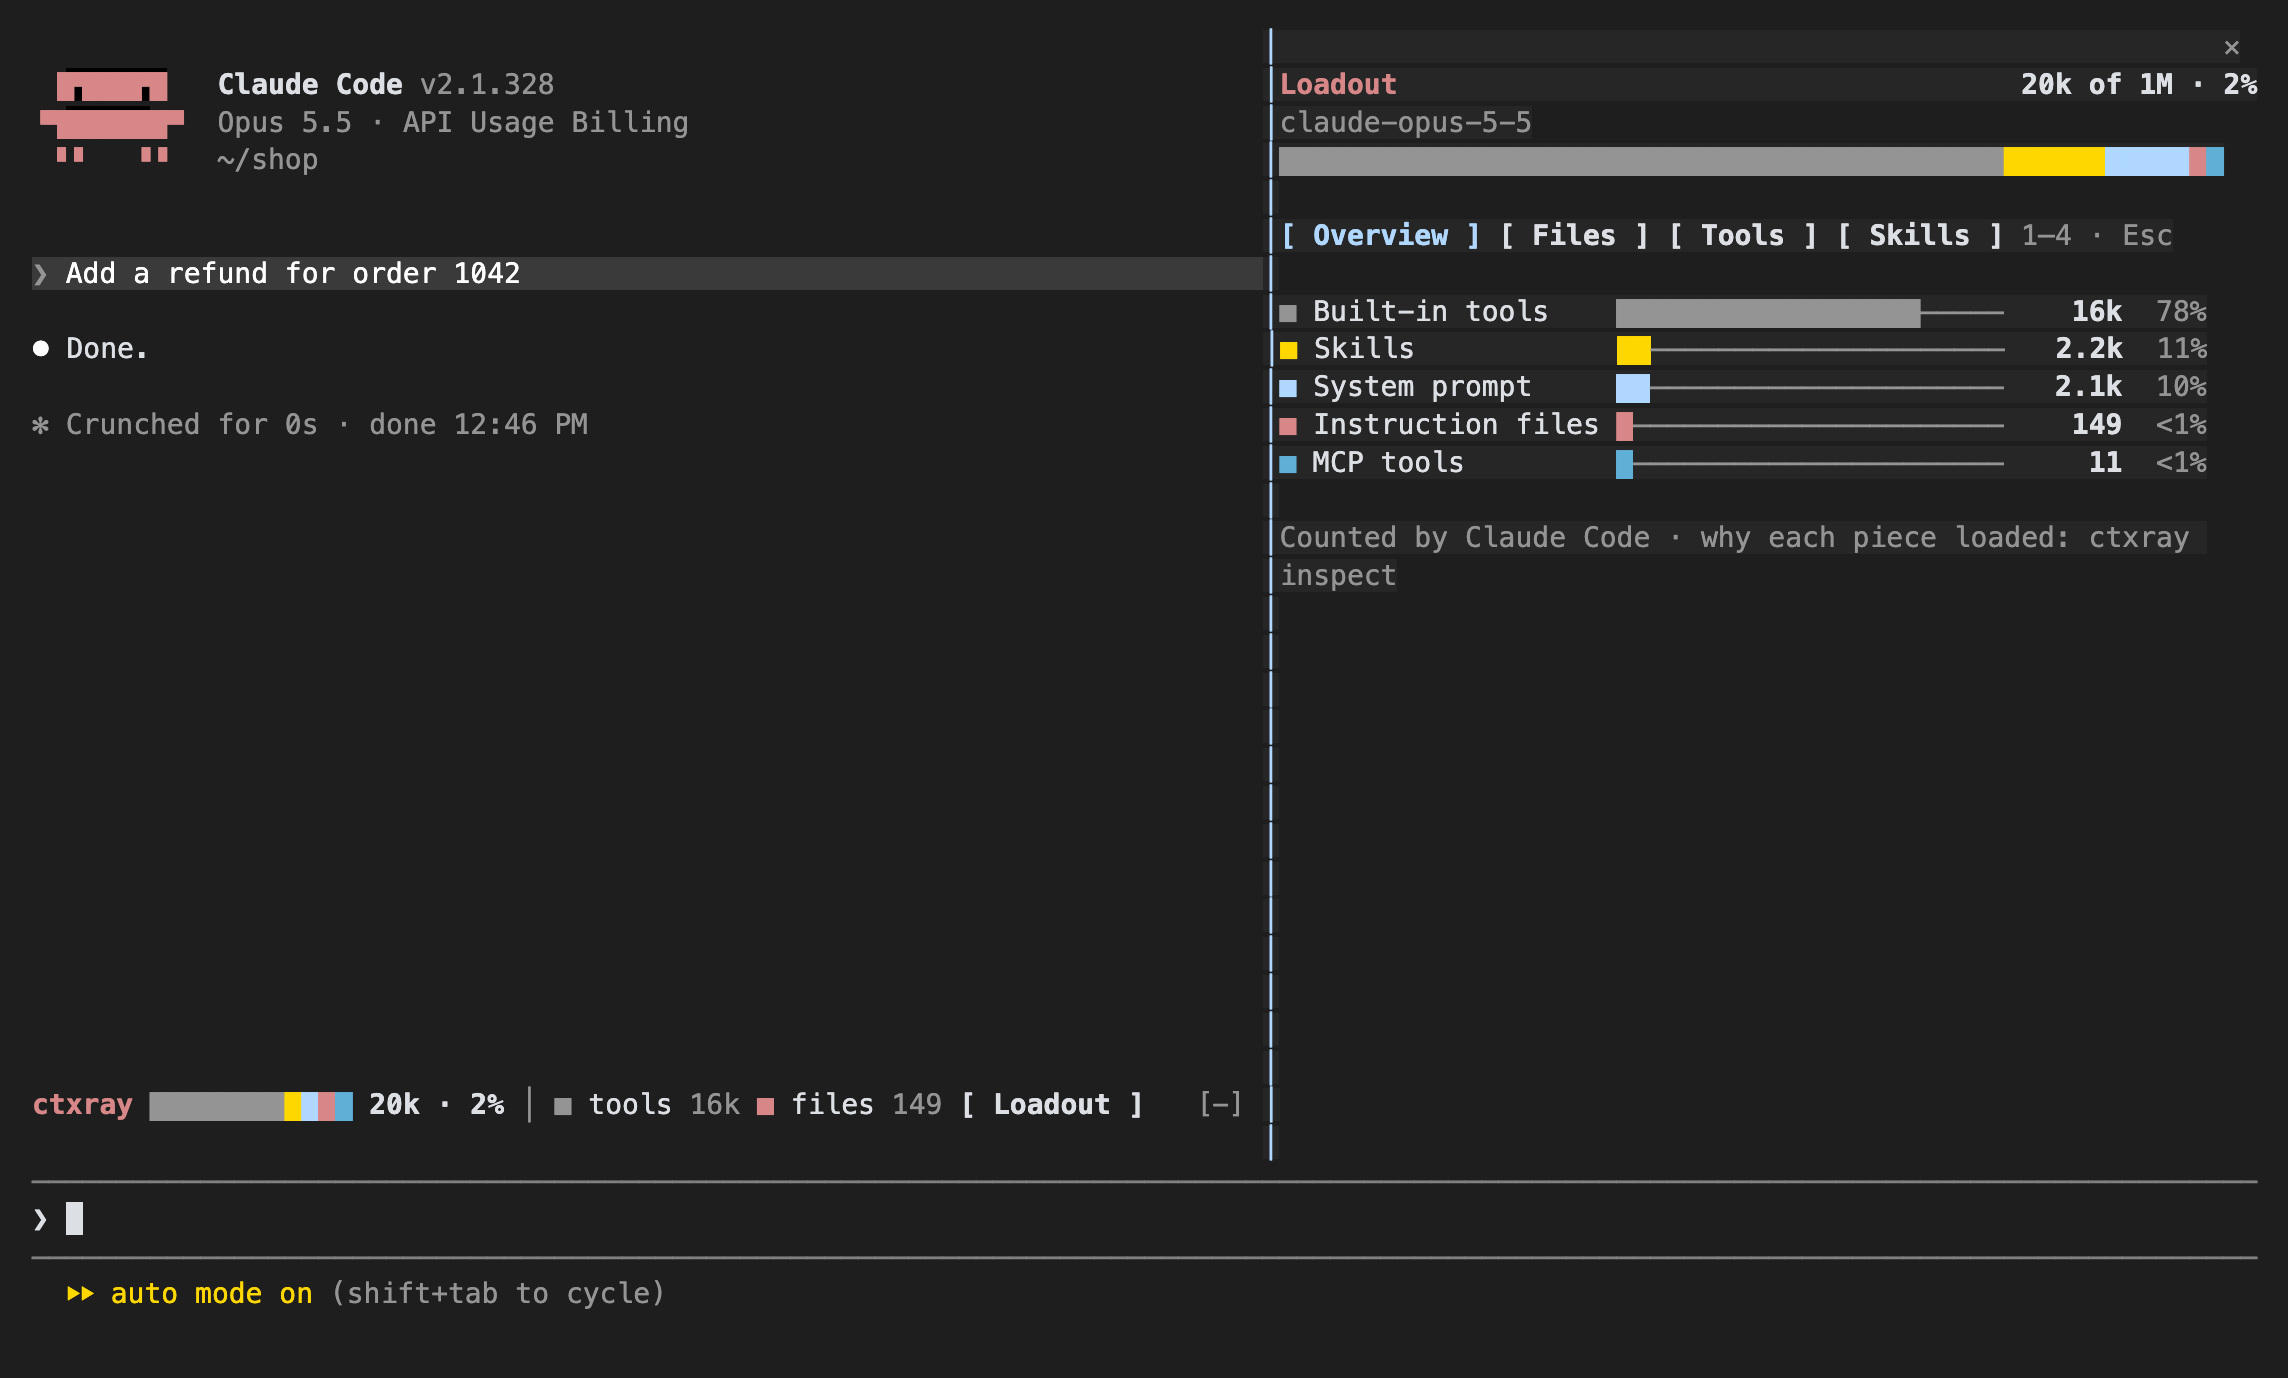 Claude Code v2.1.328
Opus 5.5 · API Usage Billing
~/shop
❯ Add a refund for order 1042
● Done.
✻ Crunched for 0s · done 12:46 PM
ctxray 20k · 2% │ ■ tools 16k ■ files 149 [ Loadout ] [−]
❯
▸▸ auto mode on (shift+tab to cycle)
×
Loadout 20k of 1M · 2%
claude-opus-5-5
[ Overview ] [ Files ] [ Tools ] [ Skills ] 1–4 · Esc
■ Built-in tools 16k 78%
■ Skills 2.2k 11%
■ System prompt 2.1k 10%
■ Instruction files 149 <1%
■ MCP tools 11 <1%
Counted by Claude Code · why each piece loaded: ctxray
inspect